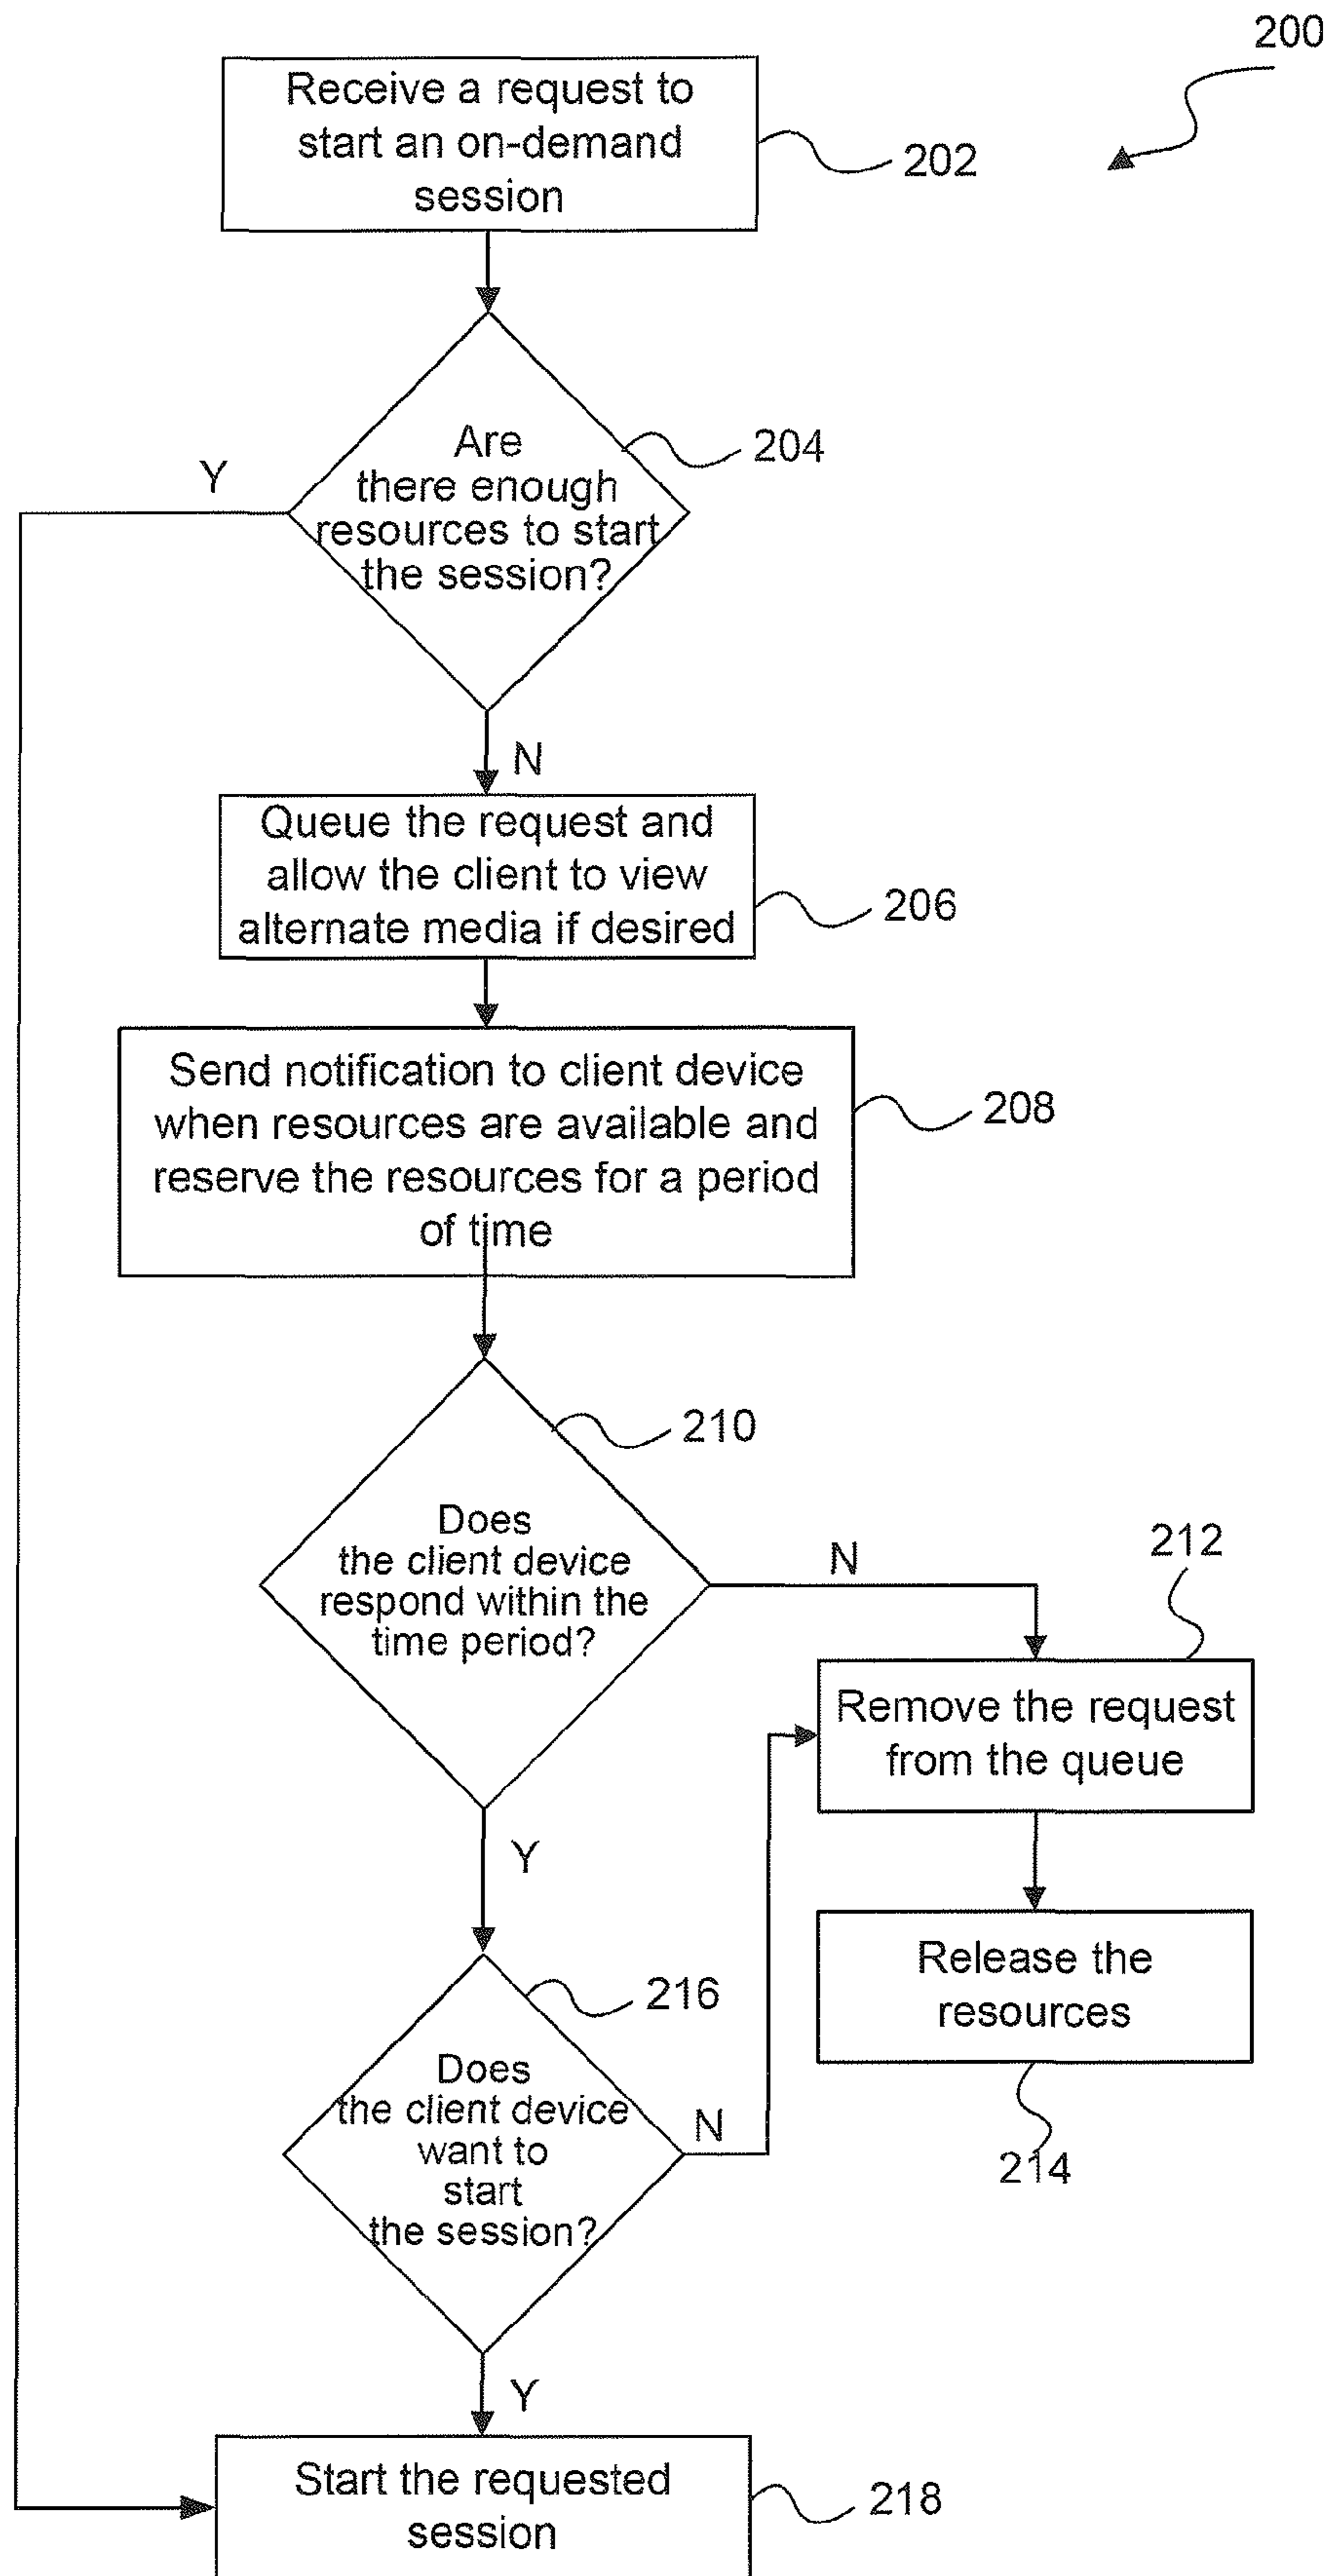 200
Receive a request to
start an on-demand
session
202
Are
there enough
resources to start
the session?
204
Y
N
Queue the request and
allow the client to view
alternate media if desired
206
Send notification to client device
when resources are available and
reserve the resources for a period
of time
208
210
Does
the client device
respond within the
time period?
N
212
Remove the request
from the queue
Y
Release the
resources
214
216
Does
the client device
want to
start
the session?
N
Y
Start the requested
session
218